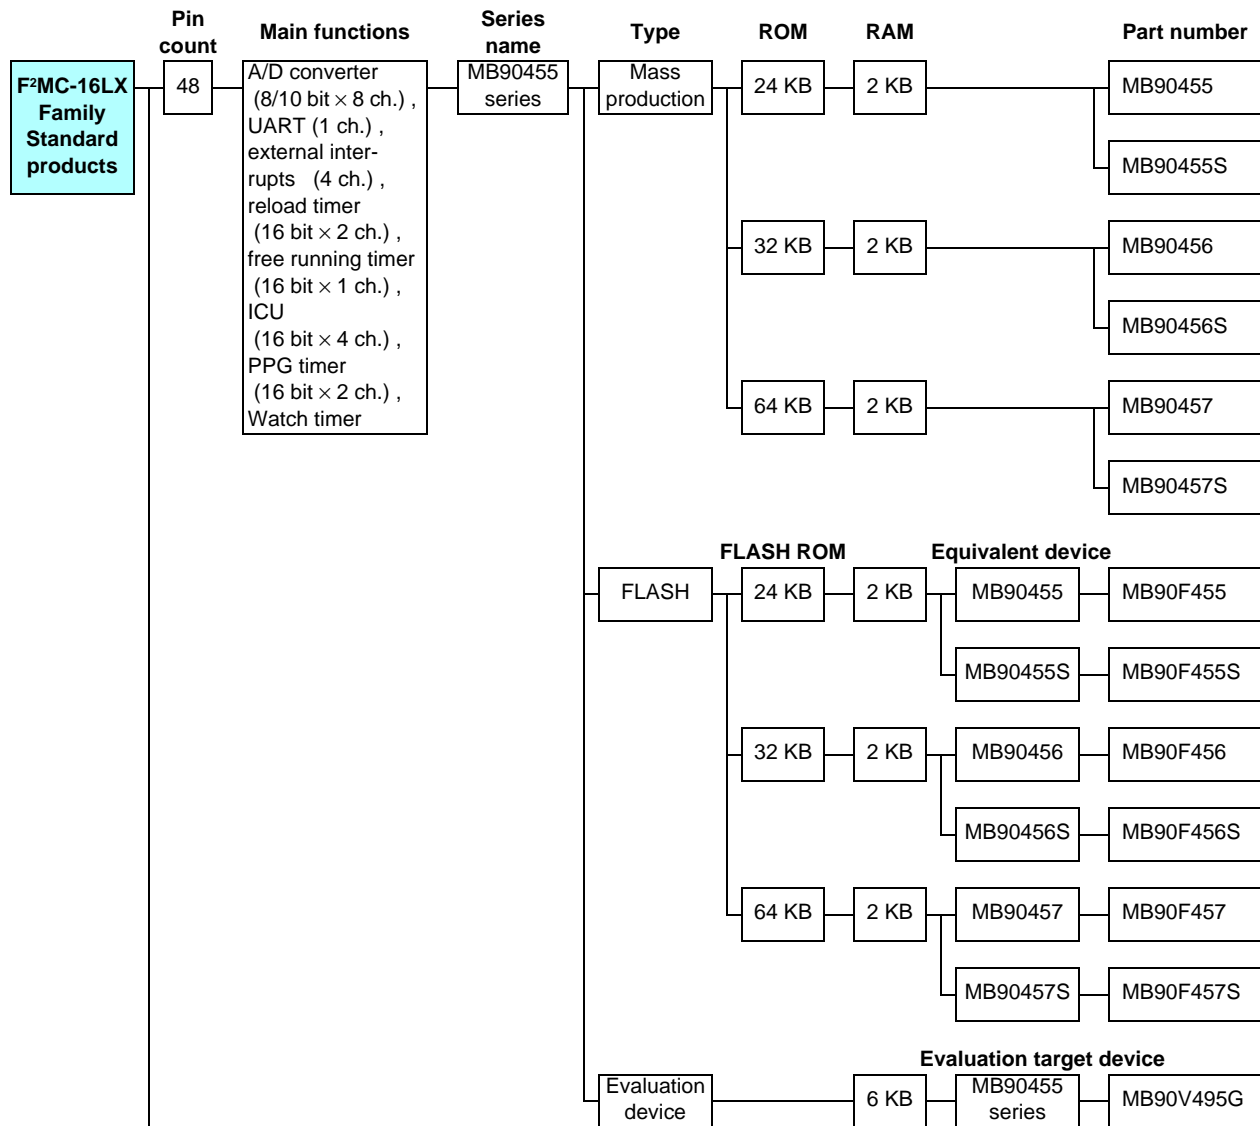 Pin
count
Main functions
Series
name
Type
ROM
RAM
Part number
F²MC-16LX
Family
Standard
products
48
A/D converter
(8/10 bit × 8 ch.) ,
UART (1 ch.) ,
external inter-
rupts (4 ch.) ,
reload timer
(16 bit × 2 ch.) ,
free running timer
(16 bit × 1 ch.) ,
ICU
(16 bit × 4 ch.) ,
PPG timer
(16 bit × 2 ch.) ,
Watch timer
MB90455
series
Mass
production
24 KB
2 KB
MB90455
MB90455S
32 KB
2 KB
MB90456
MB90456S
64 KB
2 KB
MB90457
MB90457S
FLASH ROM
Equivalent device
FLASH
24 KB
2 KB
MB90455
MB90F455
MB90455S
MB90F455S
32 KB
2 KB
MB90456
MB90F456
MB90456S
MB90F456S
64 KB
2 KB
MB90457
MB90F457
MB90457S
MB90F457S
Evaluation target device
Evaluation
device
6 KB
MB90455
series
MB90V495G